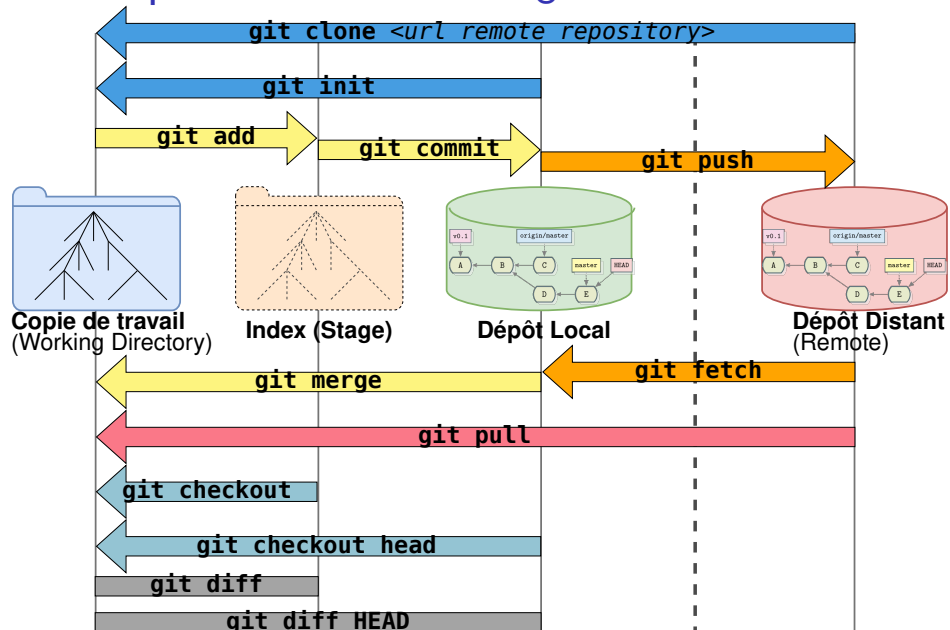 git clone <url remote repository>
git init
git add
git commit
git push
v0.1
origin/master
A
B
C
master
HEAD
D
E
v0.1
origin/master
A
B
C
master
HEAD
D
E
Copie de travail
(Working Directory)
Index (Stage)
Dépôt Local
Dépôt Distant
(Remote)
git fetch
git merge
git pull
git checkout
git checkout head
git diff
git diff HEAD